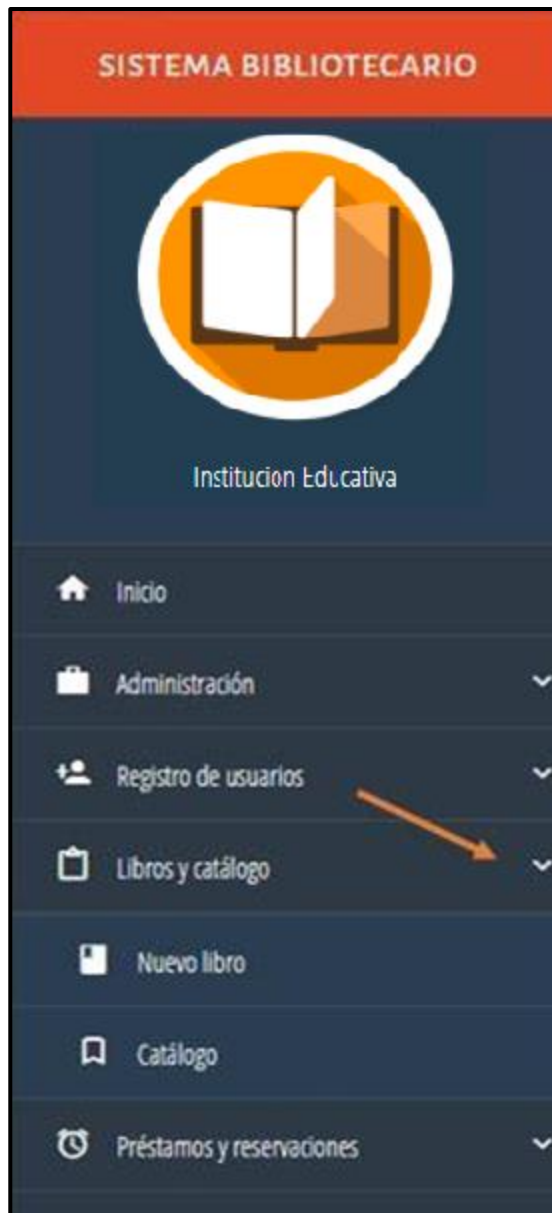 SISTEMA BIBLIOTECARIO
Institucion Educativa
Inicio
Administración
Registro de usuarios
Libros y catálogo
Nuevo libro
Catálogo
Préstamos y reservaciones